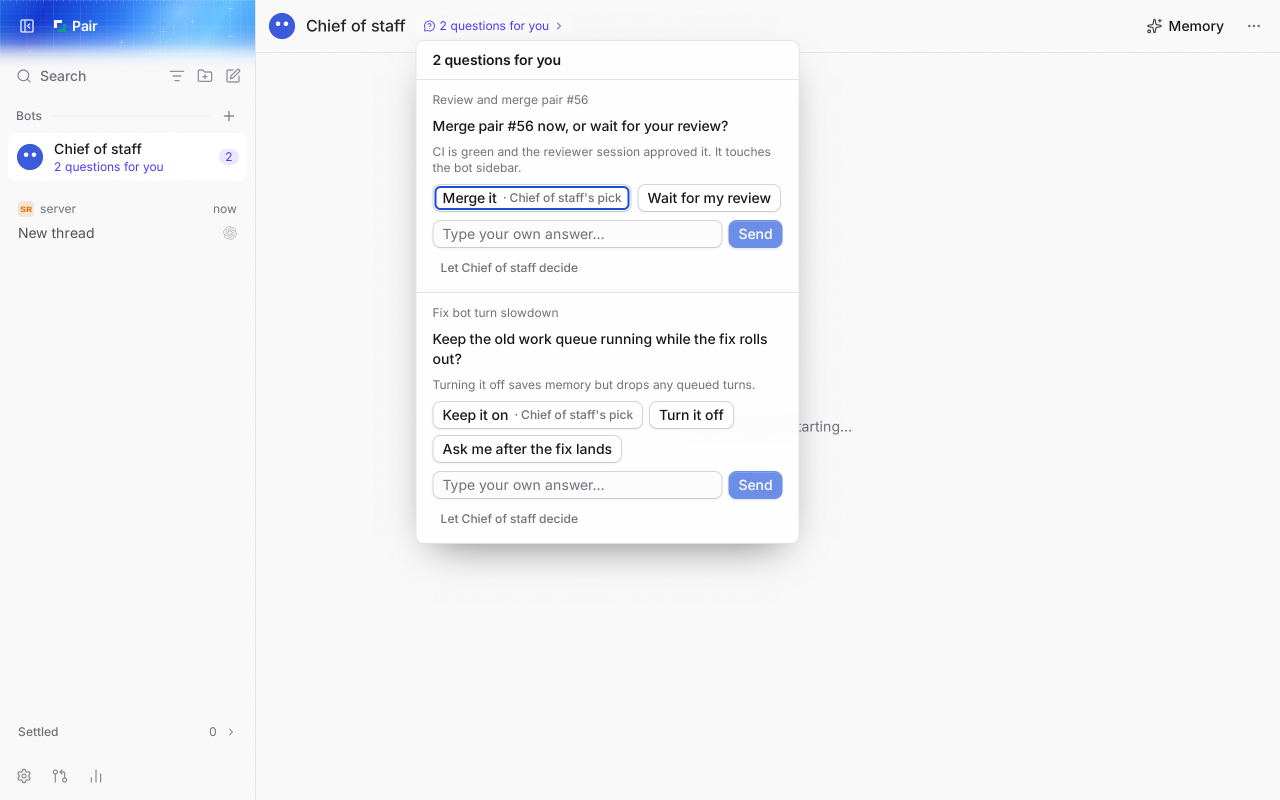 Pair
Chief of staff
2 questions for you
Memory
Search
Bots
Chief of staff
2 questions for you
2
SR server now
New thread
2 questions for you
Review and merge pair #56
Merge pair #56 now, or wait for your review?
CI is green and the reviewer session approved it. It touches
the bot sidebar.
Merge it · Chief of staff's pick
Wait for my review
Type your own answer...
Send
Let Chief of staff decide
Fix bot turn slowdown
Keep the old work queue running while the fix rolls
out?
Turning it off saves memory but drops any queued turns.
Keep it on · Chief of staff's pick
Turn it off
Ask me after the fix lands
Type your own answer...
Send
Let Chief of staff decide
arting...
Settled 0